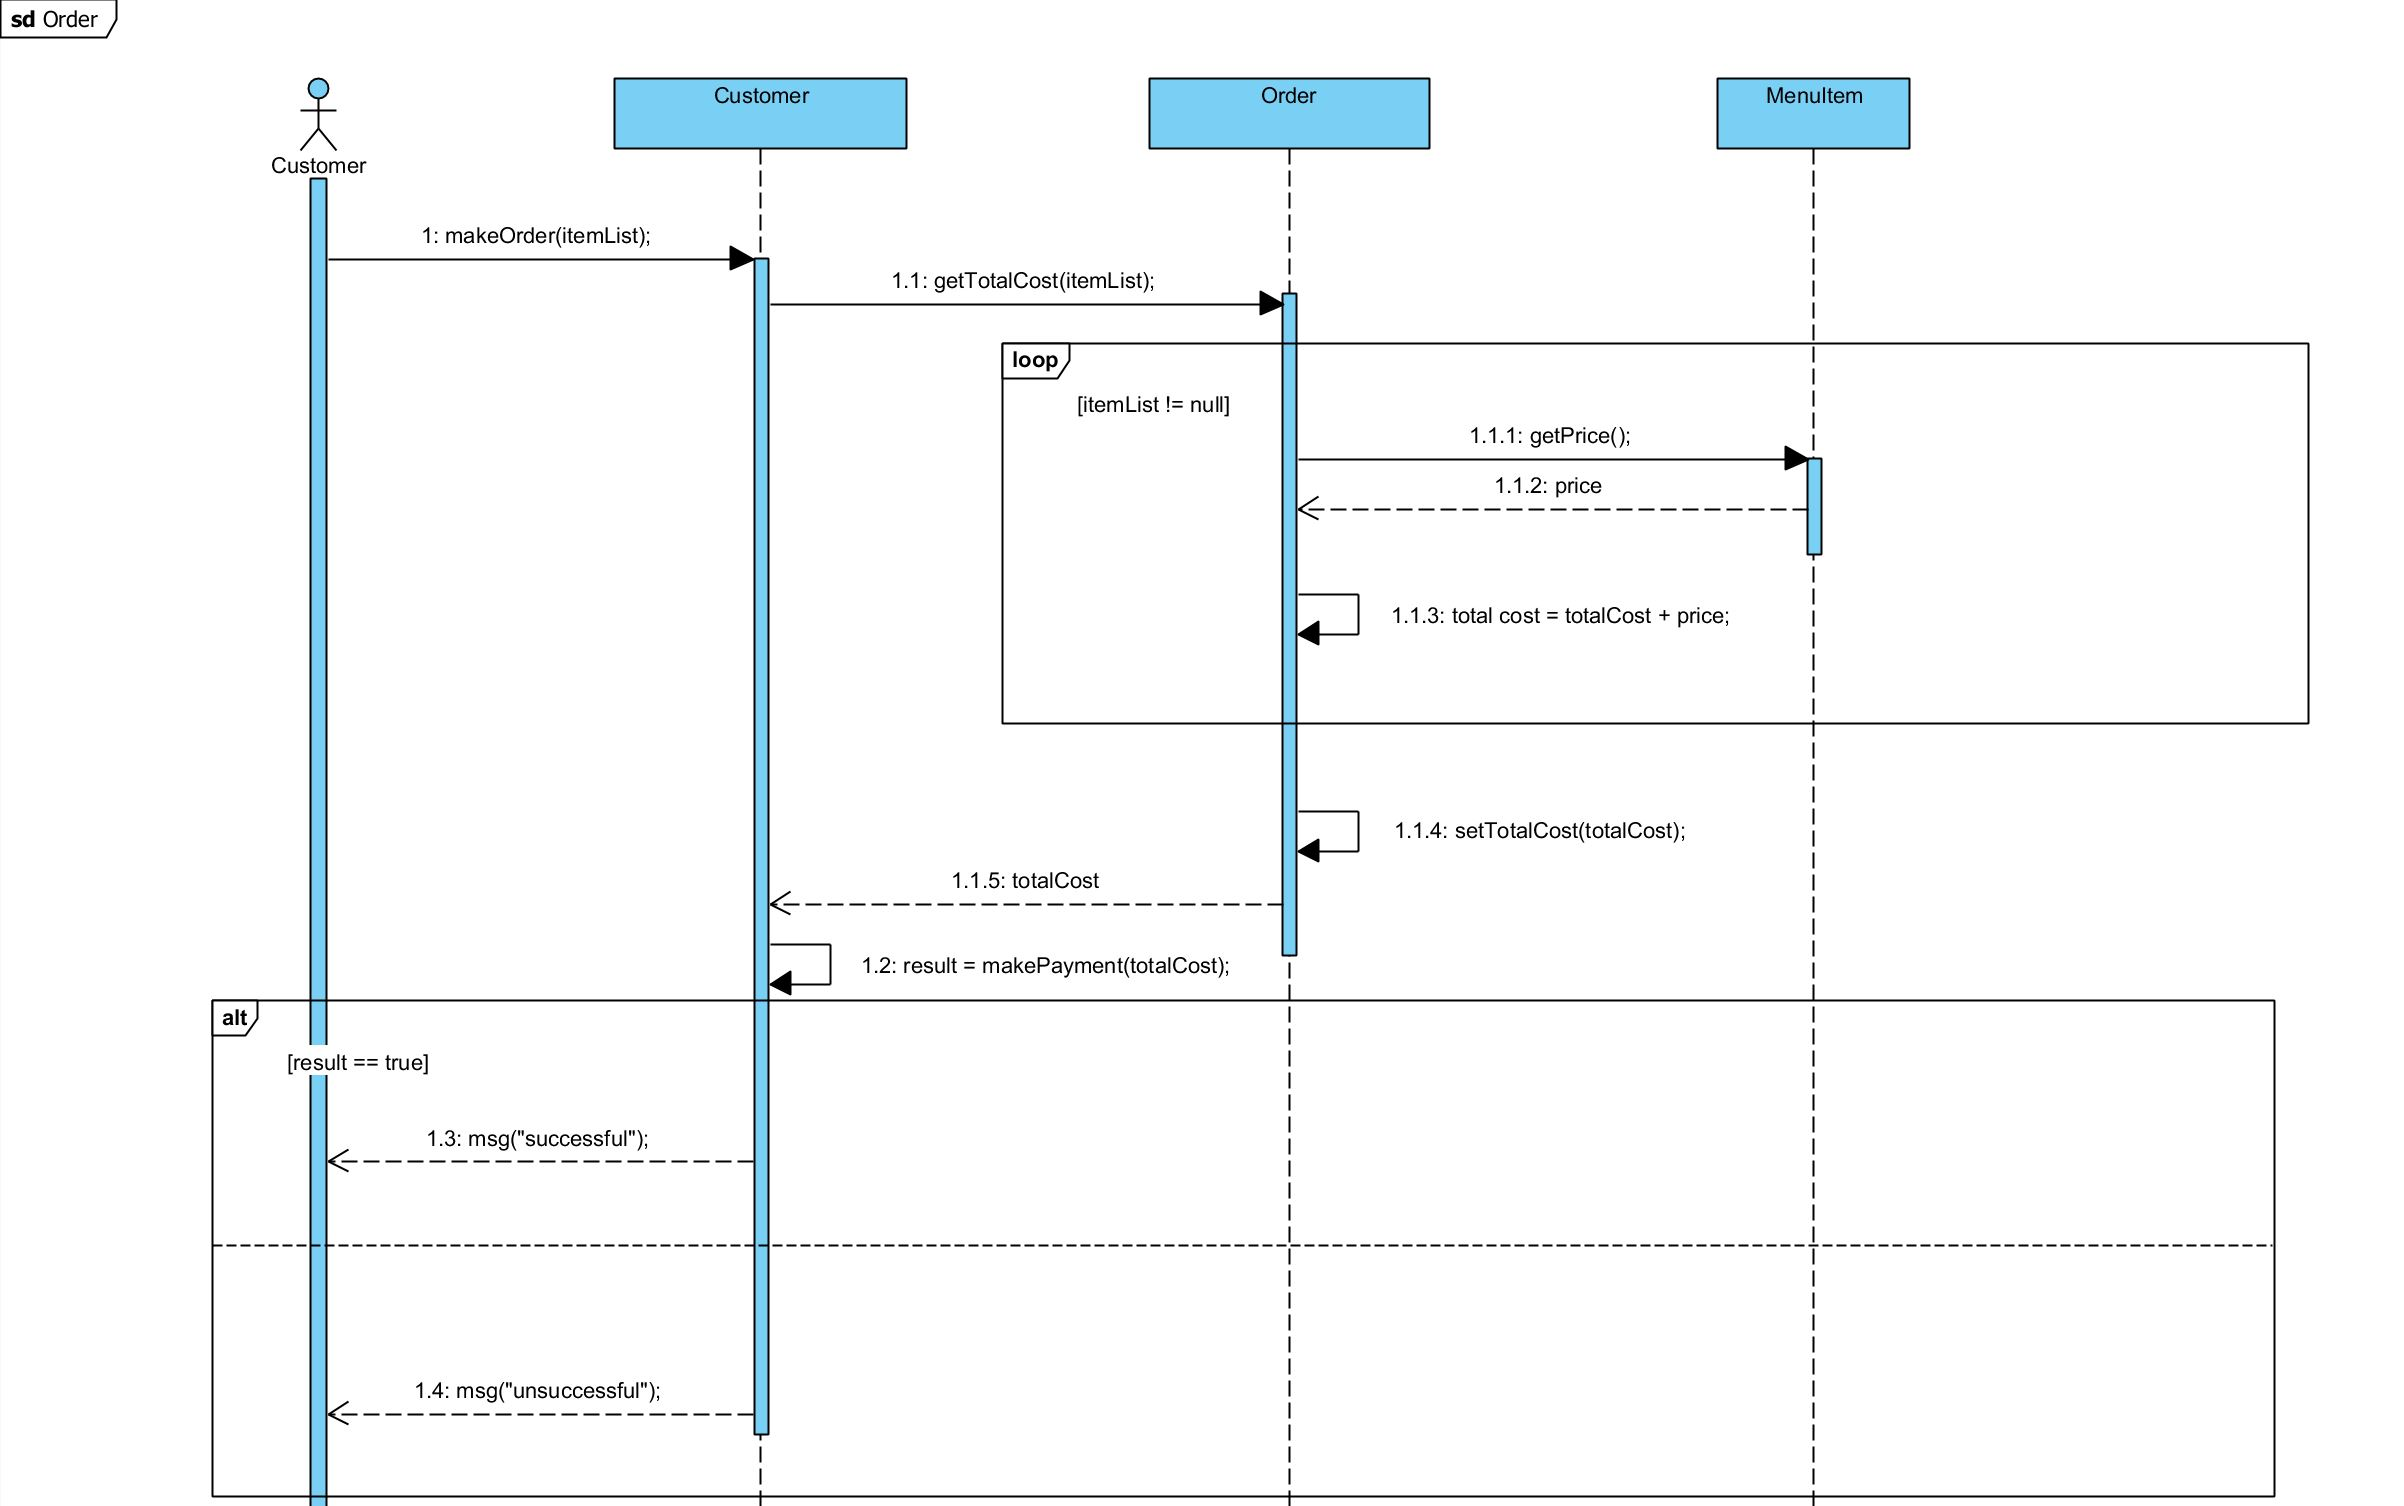 sd Order
Customer
Customer
Order
MenuItem
1: makeOrder(itemList);
1.1: getTotalCost(itemList);
loop
[itemList != null]
1.1.1: getPrice();
1.1.2: price
1.1.3: total cost = totalCost + price;
1.1.4: setTotalCost(totalCost);
1.1.5: totalCost
1.2: result = makePayment(totalCost);
alt
[result == true]
1.3: msg("successful");
1.4: msg("unsuccessful");